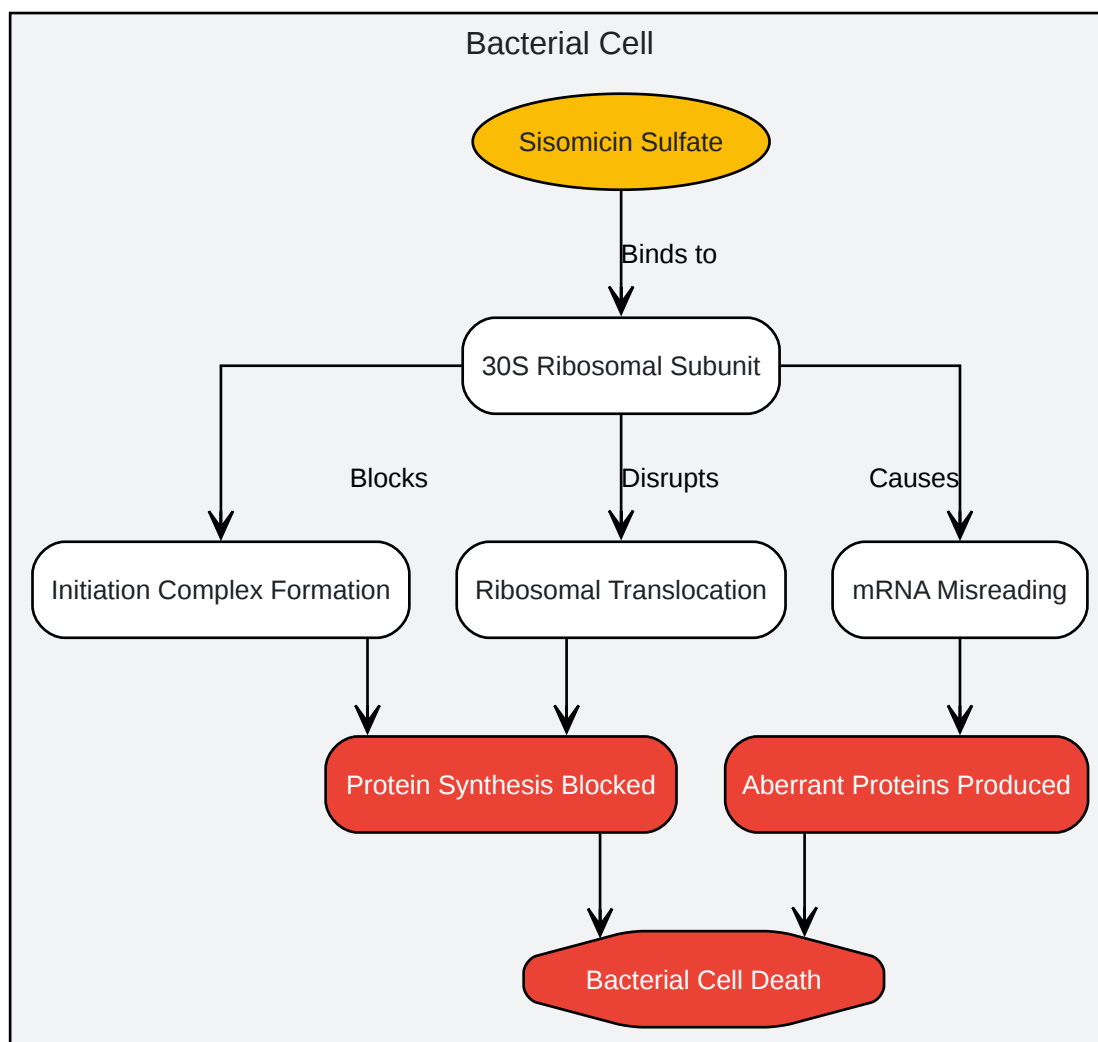 Bacterial Cell
Sisomicin Sulfate
Binds to
30S Ribosomal Subunit
Blocks
Disrupts
Causes
Initiation Complex Formation
Ribosomal Translocation
mRNA Misreading
Protein Synthesis Blocked
Aberrant Proteins Produced
Bacterial Cell Death